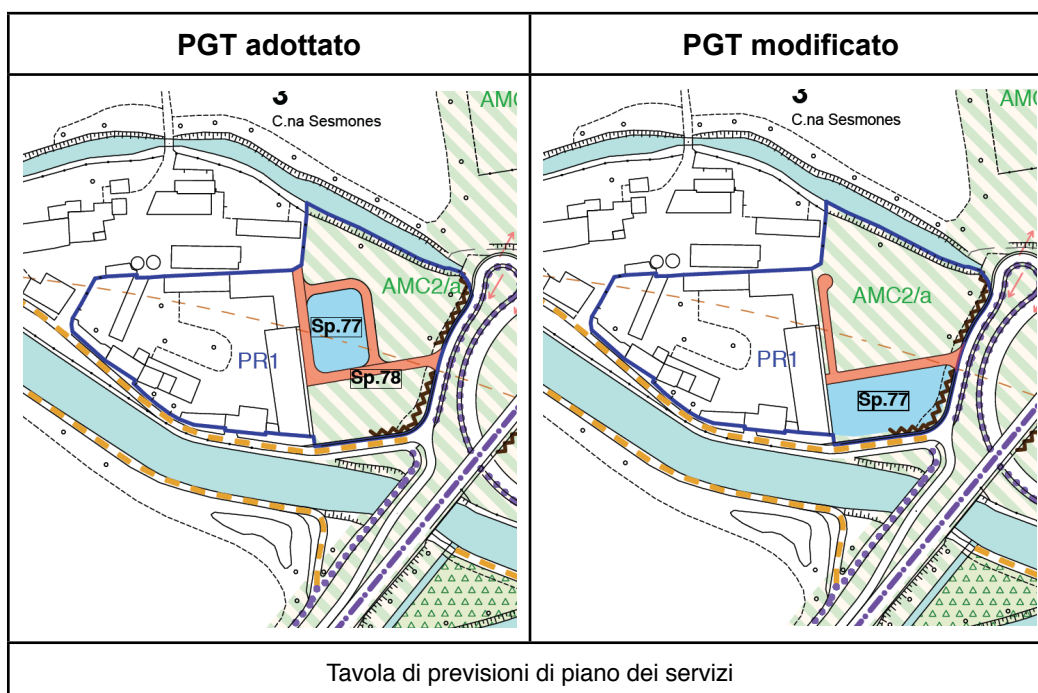 PGT adottato
PGT modificato
3
C.na Sesmones
AMC
AMC2/a
Sp.77
PR1
Sp.78
3
C.na Sesmones
AMC
AMC2/a
PR1
Sp.77
Tavola di previsioni di piano dei servizi